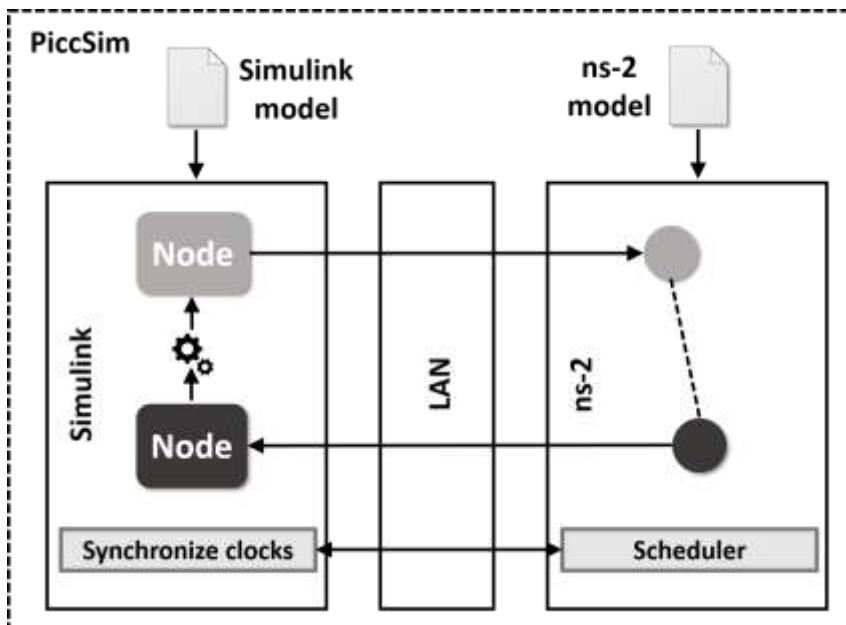 PiccSim
Simulink
model
ns-2
model
Node
Simulink
Node
LAN
ns-2
Synchronize clocks
Scheduler